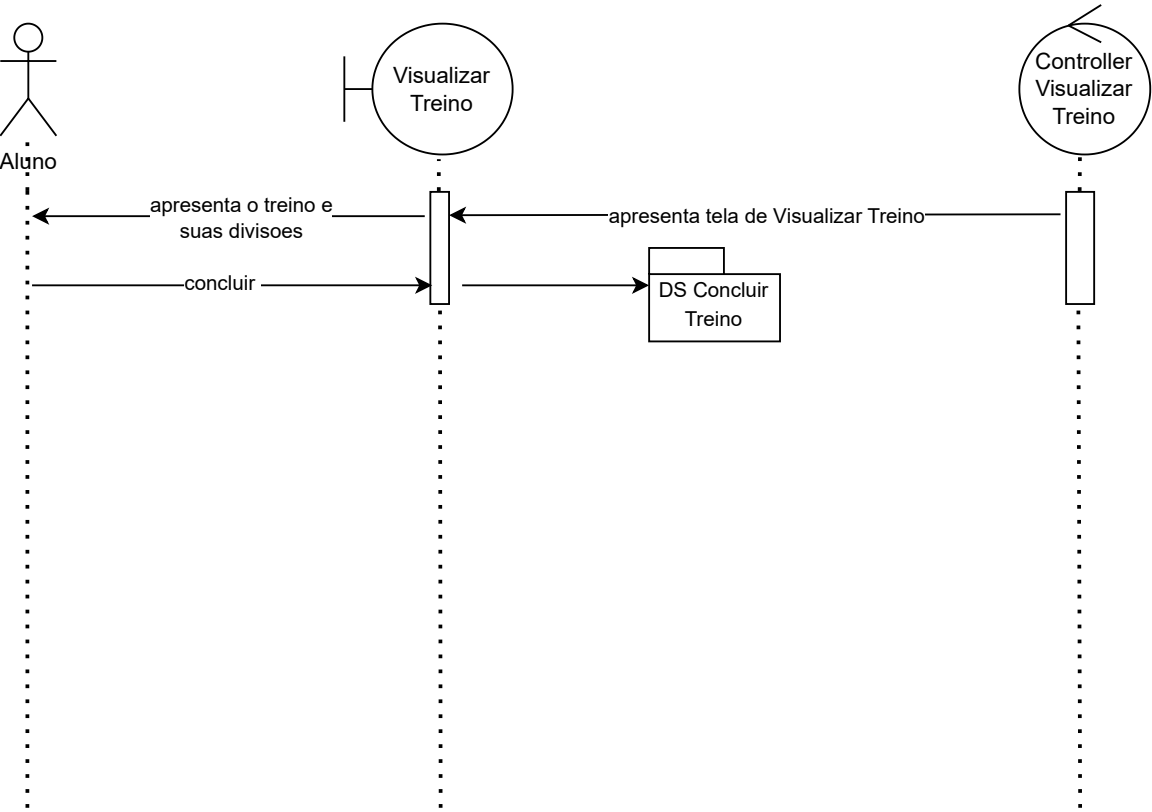 Visualizar
Treino
Controller
Visualizar
Treino
Aluno
apresenta o treino e
suas divisoes
apresenta tela de Visualizar Treino
concluir
DS Concluir
Treino